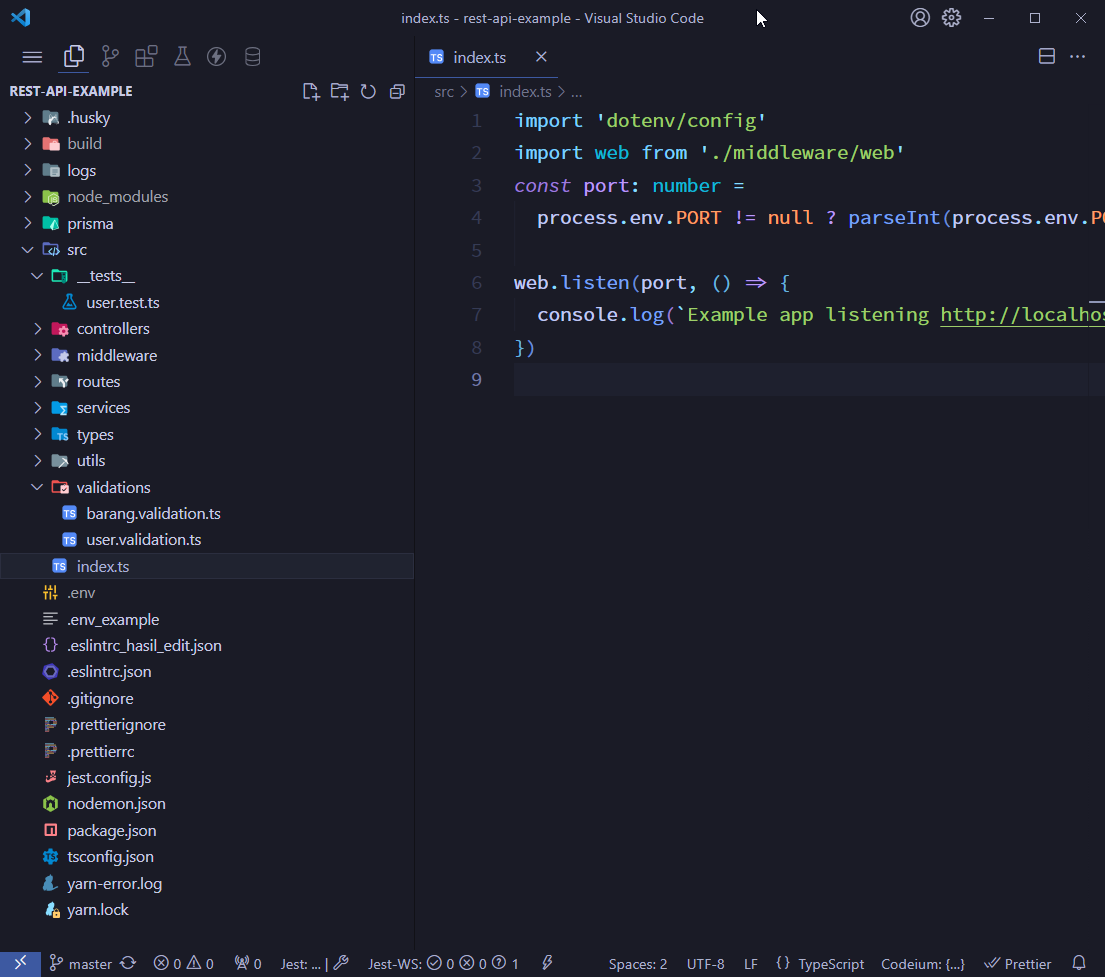 index.ts - rest-api-example - Visual Studio Code
TS index.ts
REST-API-EXAMPLE
src > TS index.ts > ...
.husky
build
logs
node_modules
prisma
src
__tests__
user.test.ts
controllers
middleware
routes
services
types
utils
validations
TS barang.validation.ts
TS user.validation.ts
TS index.ts
.env
.env_example
.eslintrc_hasil_edit.json
.eslintrc.json
.gitignore
.prettierignore
.prettierrc
jest.config.js
nodemon.json
package.json
tsconfig.json
yarn-error.log
yarn.lock
1 import 'dotenv/config'
2 import web from './middleware/web'
3 const port: number =
4 process.env.PORT != null ? parseInt(process.env.PO
5
6 web.listen(port, () => {
7 console.log(`Example app listening http://localhos
8 })
9
master 0 0 0 Jest: ... | Jest-WS: 0 0 1 Spaces: 2 UTF-8 LF {} TypeScript Codeium: {...} Prettier